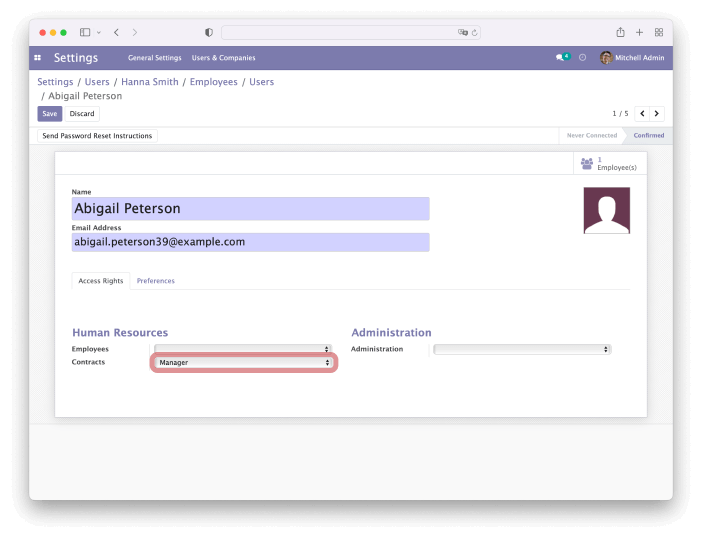 Settings General Settings Users & Companies 4 Mitchell Admin
Settings / Users / Hanna Smith / Employees / Users
/ Abigail Peterson
Save Discard 1 / 5
Send Password Reset Instructions Never Connected Confirmed
1
Employee(s)
Name
Abigail Peterson
Email Address
abigail.peterson39@example.com
Access Rights Preferences
Human Resources Administration
Employees Administration
Contracts Manager